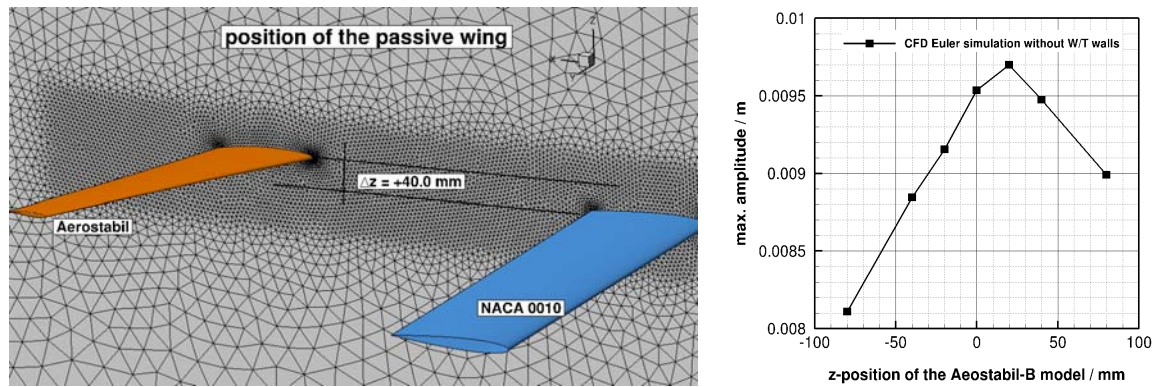 position of the passive wing
z
Δz = +40.0 mm
Aerostabil
NACA 0010
0.01
0.0095
0.009
0.0085
0.008
max. amplitude / m
CFD Euler simulation without W/T walls
-100
-50
0
50
100
z-position of the Aeostabil-B model / mm